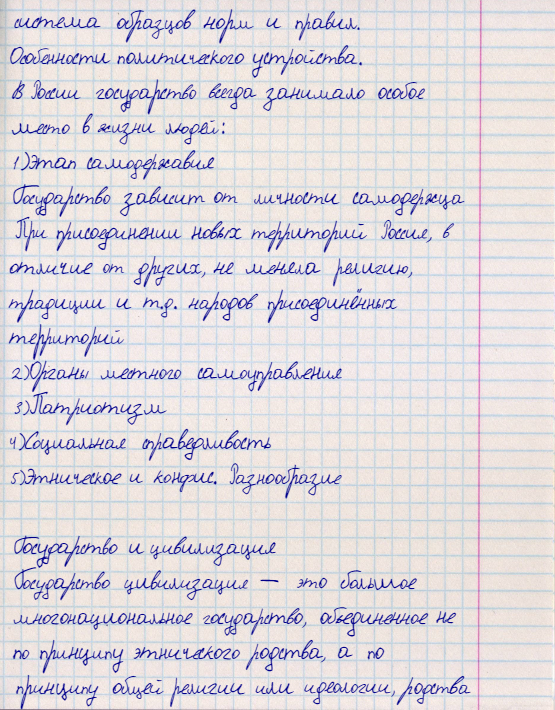 система образцов норм и правил.
Особенности политического устройства.
В России государство всегда занимало особое
место в жизни людей:
1) Этап самодержавия
Государство зависит от личности самодержца
При присоединении новых территорий Россия, в
отличие от других, не меняла религию,
традиции и т.д. народов присоединённых
территорий
2) Органы местного самоуправления
3) Патриотизм
4) Социальная справедливость
5) Этническое и конфис. Разнообразие
Государство и цивилизация
Государство цивилизация — это большое
многонациональное государство, объединенное не
по принципу этнического родства, а по
принципу общей религии или идеологии, родства